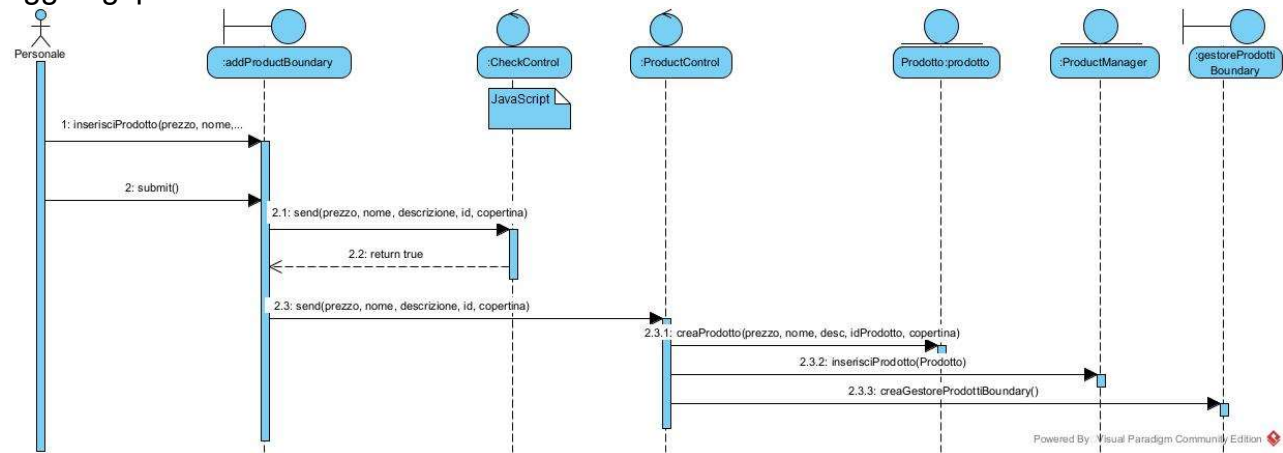 Personale
:addProductBoundary
:CheckControl
:ProductControl
Prodotto:prodotto
:ProductManager
:gestoreProdotti
Boundary
JavaScript
1: inserisciProdotto(prezzo, nome,...
2: submit()
2.1: send(prezzo, nome, descrizione, id, copertina)
2.2: return true
2.3: send(prezzo, nome, descrizione, id, copertina)
2.3.1: creaProdotto(prezzo, nome, desc, idProdotto, copertina)
2.3.2: inserisciProdotto(Prodotto)
2.3.3: creaGestoreProdottiBoundary()
Powered By Visual Paradigm Community Edition